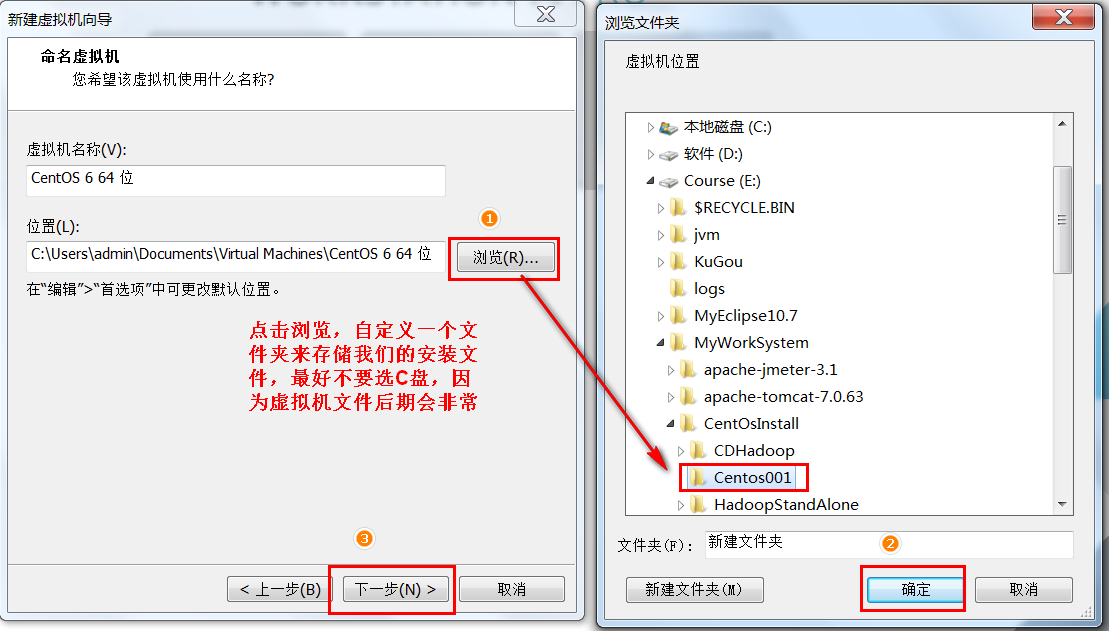 新建虚拟机向导
命名虚拟机
您希望该虚拟机使用什么名称?
虚拟机名称(V):
CentOS 6 64 位
位置(L):
①
C:\Users\admin\Documents\Virtual Machines\CentOS 6 64 位
浏览(R)...
在“编辑”>“首选项”中可更改默认位置。
点击浏览，自定义一个文
件夹来存储我们的安装文
件，最好不要选C盘，因
为虚拟机文件后期会非常
③
< 上一步(B)
下一步(N) >
取消
浏览文件夹
虚拟机位置
本地磁盘 (C:)
软件 (D:)
Course (E:)
$RECYCLE.BIN
jvm
KuGou
logs
MyEclipse10.7
MyWorkSystem
apache-jmeter-3.1
apache-tomcat-7.0.63
CentOsInstall
CDHadoop
Centos001
HadoopStandAlone
文件夹(F):
新建文件夹
②
新建文件夹(M)
确定
取消